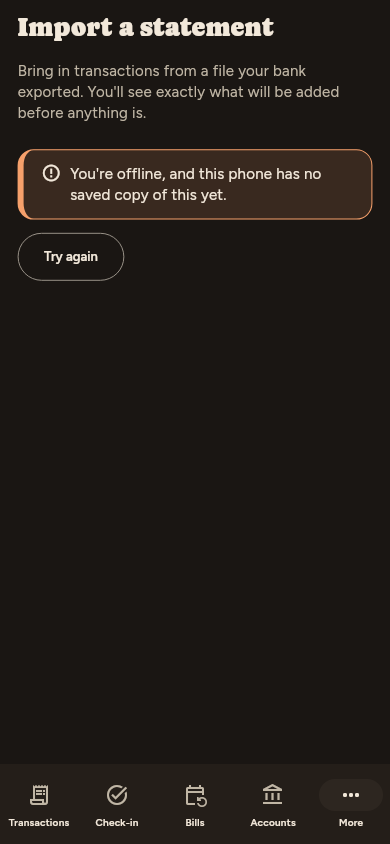 Import a statement
Bring in transactions from a file your bank
exported. You'll see exactly what will be added
before anything is.
You're offline, and this phone has no
saved copy of this yet.
Try again
Transactions
Check-in
Bills
Accounts
More